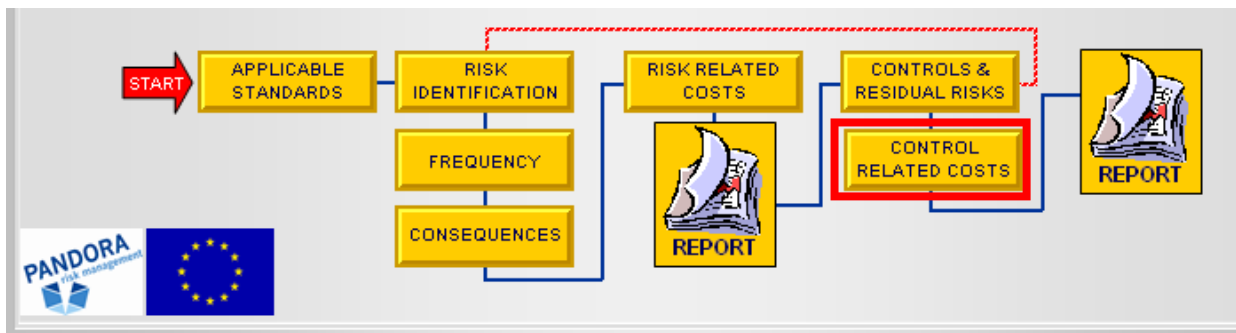 START
APPLICABLE
STANDARDS
RISK
IDENTIFICATION
FREQUENCY
CONSEQUENCES
RISK RELATED
COSTS
REPORT
CONTROLS &
RESIDUAL RISKS
CONTROL
RELATED COSTS
REPORT
PANDORA
risk management